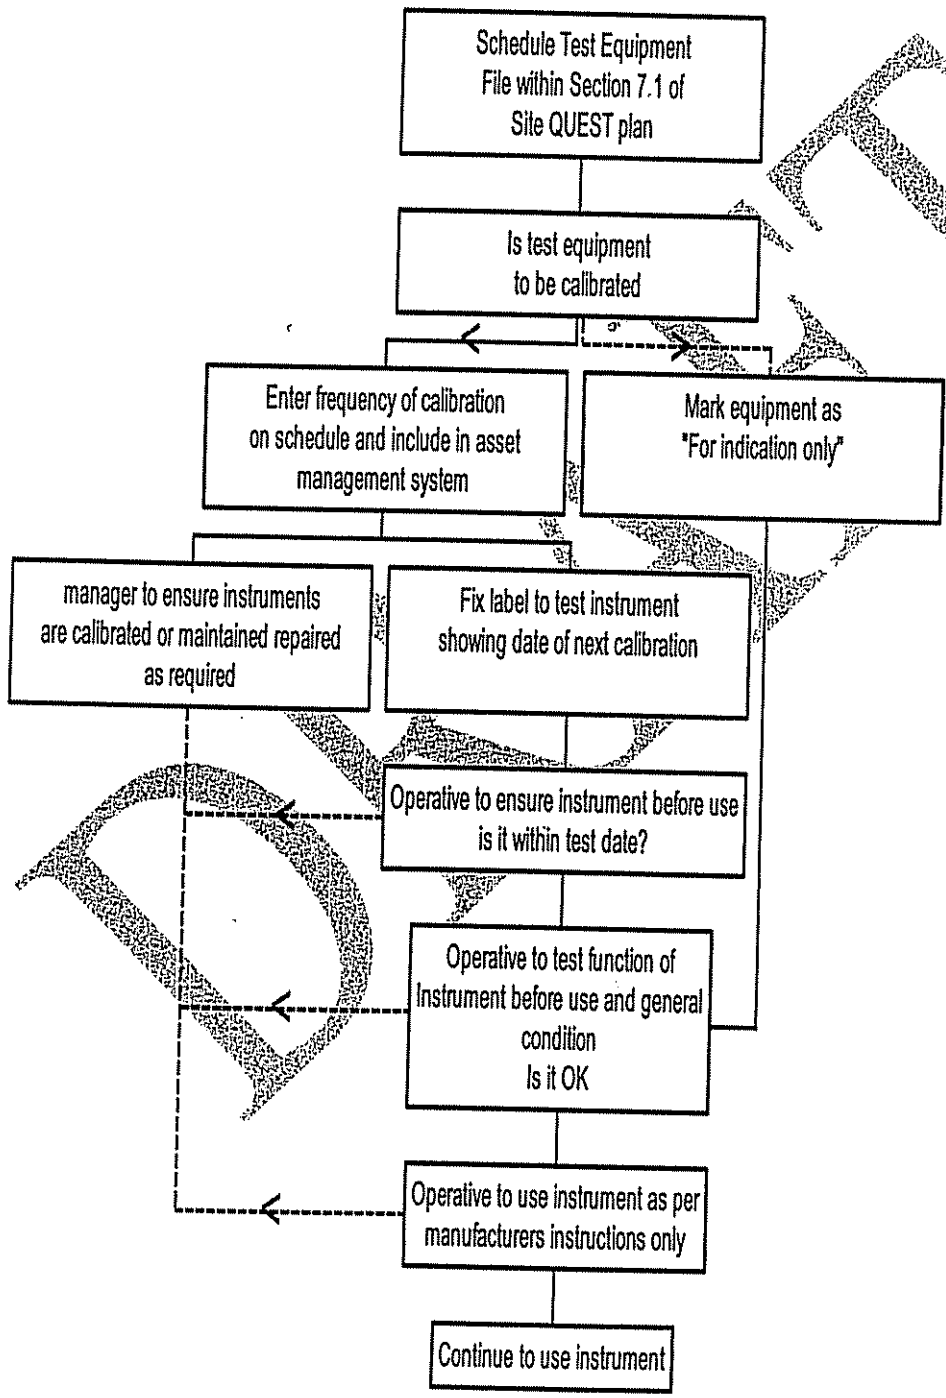 Schedule Test Equipment
File within Section 7.1 of
Site QUEST plan
Is test equipment
to be calibrated
Enter frequency of calibration
on schedule and include in asset
management system
Mark equipment as
"For indication only"
manager to ensure instruments
are calibrated or maintained repaired
as required
Fix label to test instrument
showing date of next calibration
Operative to ensure instrument before use
is it within test date?
Operative to test function of
Instrument before use and general
condition
Is it OK
Operative to use instrument as per
manufacturers instructions only
Continue to use instrument
DRAFT